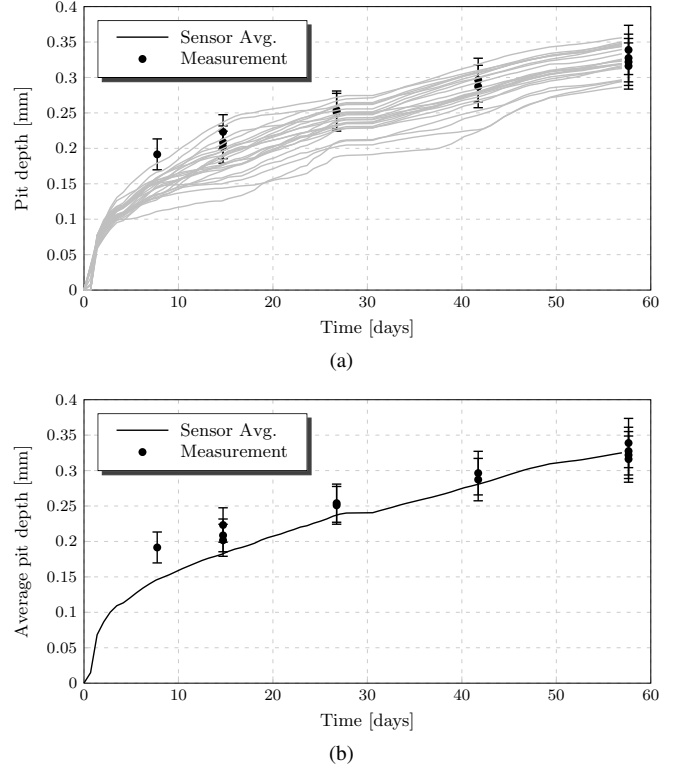 0.4
0.35
0.3
0.25
0.2
0.15
0.1
0.05
0
Pit depth [mm]
Sensor Avg.
Measurement
0 10 20 30 40 50 60
Time [days]
(a)
0.4
0.35
0.3
0.25
0.2
0.15
0.1
0.05
0
Average pit depth [mm]
Sensor Avg.
Measurement
0 10 20 30 40 50 60
Time [days]
(b)